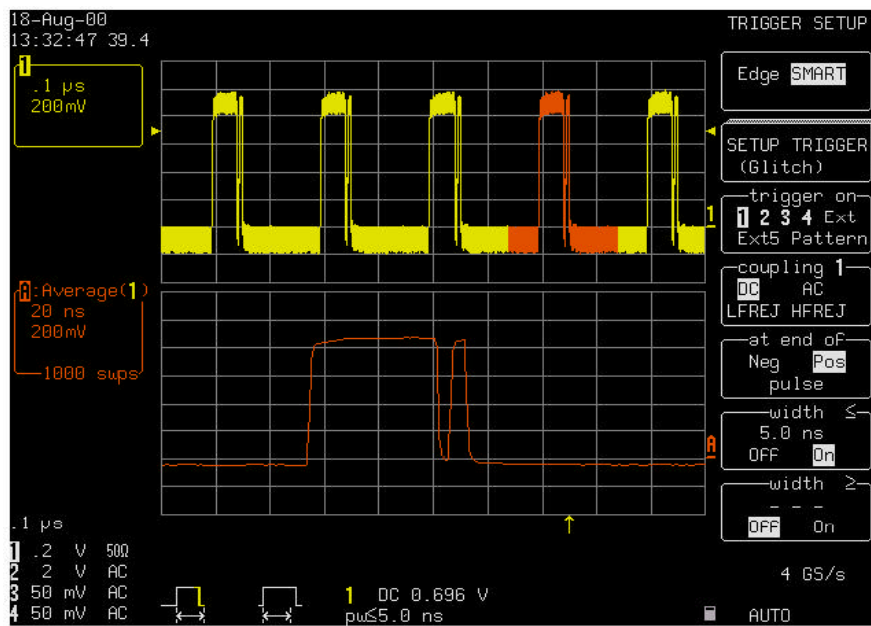 18-Aug-00
13:32:47 39.4
1
.1 µs
200mV
A:Average(1)
20 ns
200mV
1000 swps
1
A
TRIGGER SETUP
Edge SMART
SETUP TRIGGER
(Glitch)
trigger on
1 2 3 4 Ext
Ext5 Pattern
coupling 1
DC AC
LFREJ HFREJ
at end of
Neg Pos
pulse
width ≤
5.0 ns
OFF On
width ≥
- - -
OFF On
.1 µs
1 .2 V 50Ω
2 2 V AC
3 50 mV AC
4 50 mV AC
1 DC 0.696 V
pw≤5.0 ns
4 GS/s
AUTO